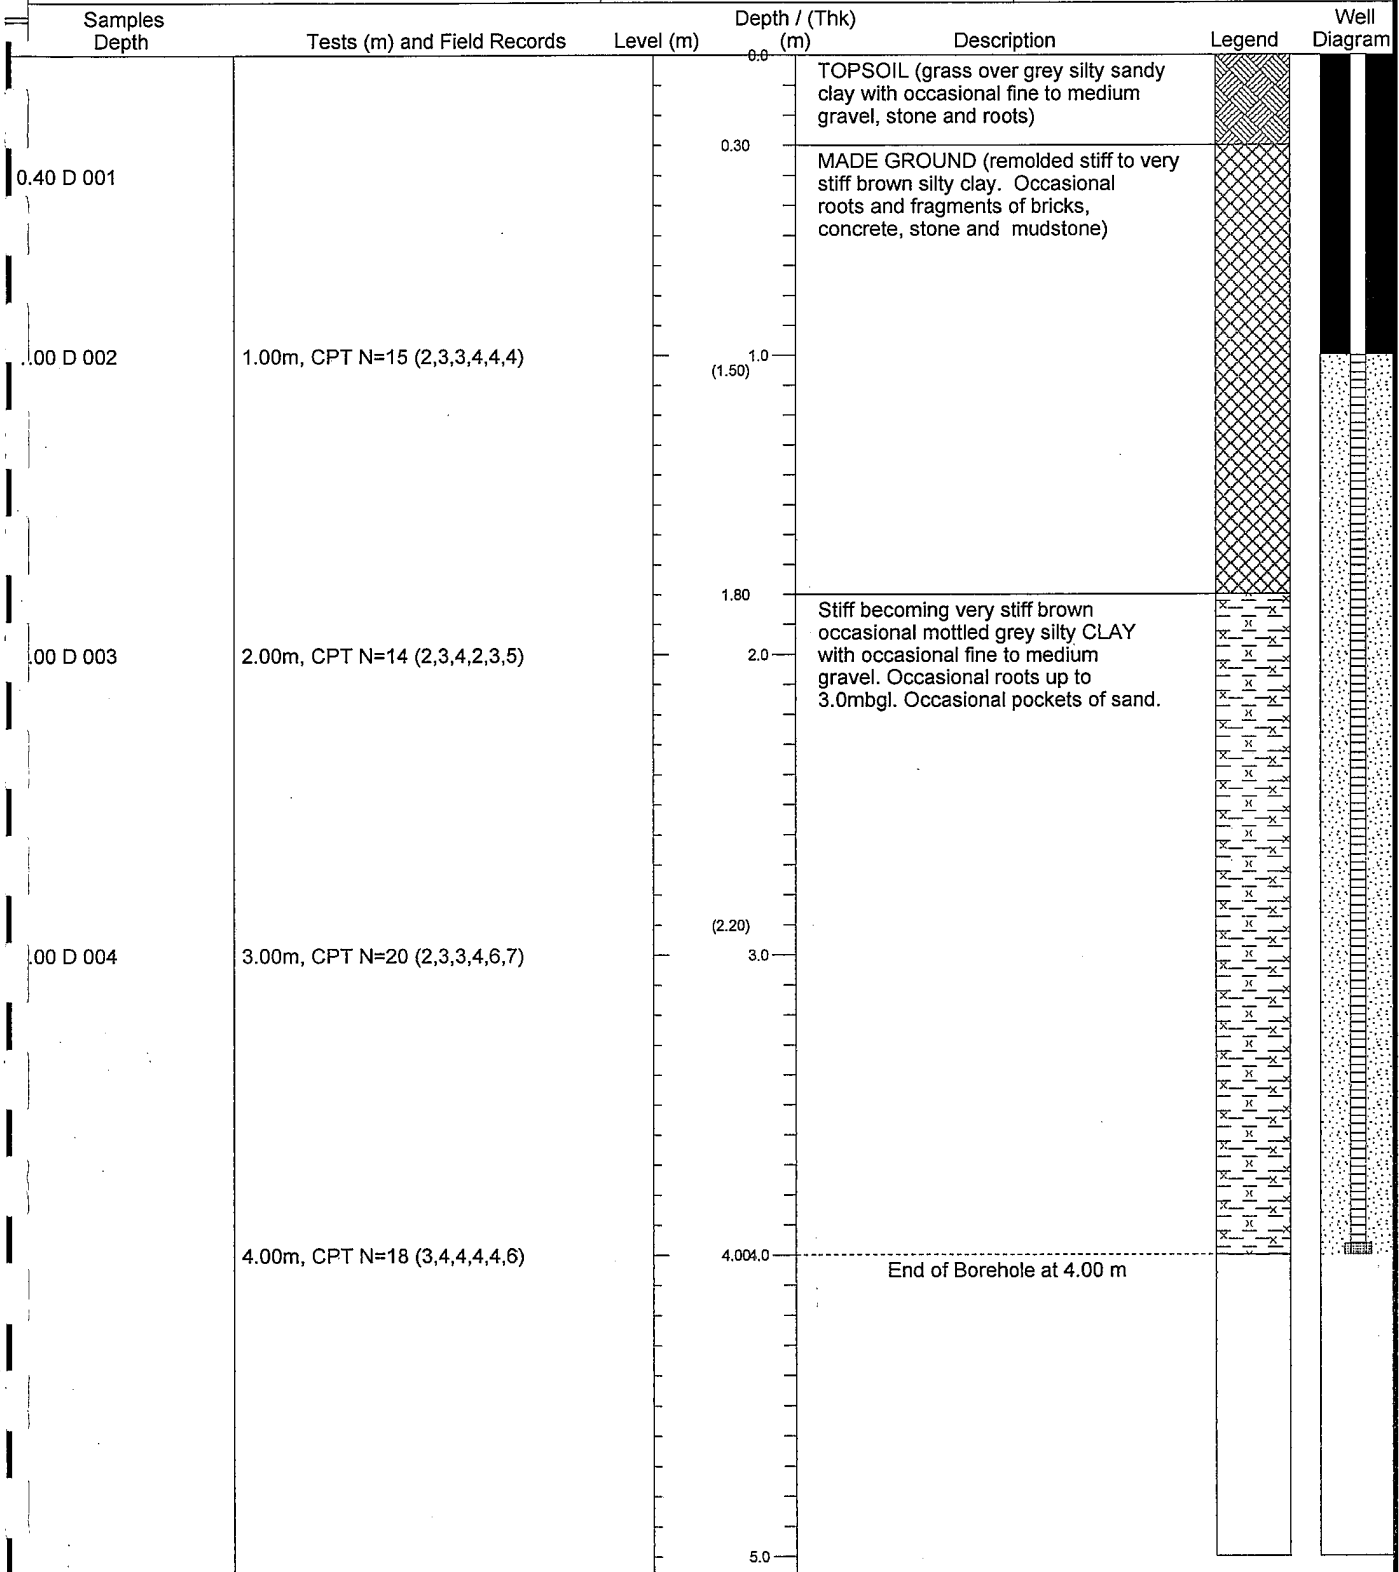 Samples
Depth
Tests (m) and Field Records
Level (m)
Depth / (Thk)
(m)
Description
Legend
Well
Diagram
0.0
TOPSOIL (grass over grey silty sandy
clay with occasional fine to medium
gravel, stone and roots)
0.30
MADE GROUND (remolded stiff to very
stiff brown silty clay. Occasional
roots and fragments of bricks,
concrete, stone and mudstone)
0.40 D 001
.00 D 002
1.00m, CPT N=15 (2,3,3,4,4,4)
1.0
(1.50)
1.80
Stiff becoming very stiff brown
occasional mottled grey silty CLAY
with occasional fine to medium
gravel. Occasional roots up to
3.0mbgl. Occasional pockets of sand.
.00 D 003
2.00m, CPT N=14 (2,3,4,2,3,5)
2.0
(2.20)
.00 D 004
3.00m, CPT N=20 (2,3,3,4,6,7)
3.0
4.00m, CPT N=18 (3,4,4,4,4,6)
4.00
4.0
End of Borehole at 4.00 m
5.0